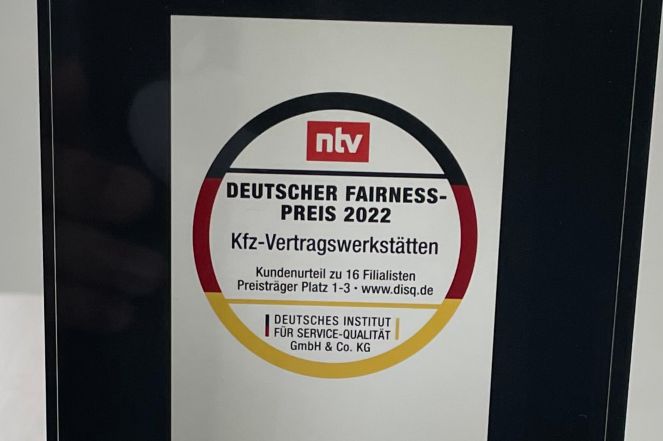 ntv
DEUTSCHER FAIRNESS-
PREIS 2022
Kfz-Vertragswerkstätten
Kundenurteil zu 16 Filialisten
Preisträger Platz 1-3 · www.disq.de
DEUTSCHES INSTITUT
FÜR SERVICE-QUALITÄT
GmbH & Co. KG